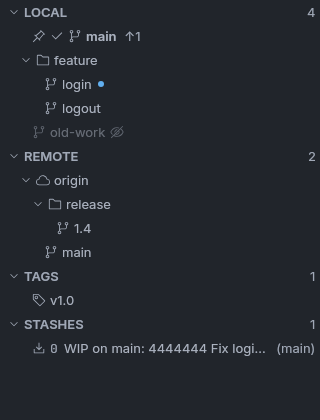 LOCAL 4
main ↑1
feature
login
logout
old-work
REMOTE 2
origin
release
1.4
main
TAGS 1
v1.0
STASHES 1
0 WIP on main: 4444444 Fix logi... (main)